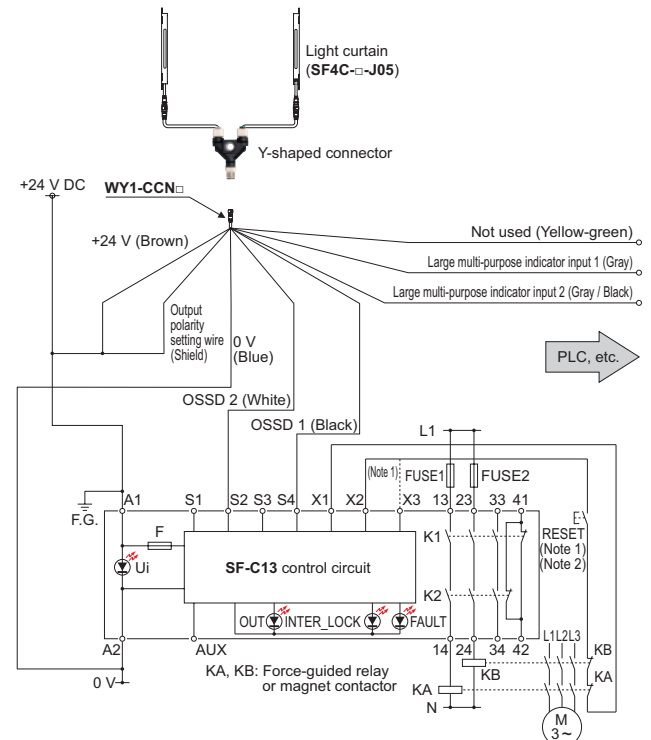 Light curtain
(SF4C-□-J05)
Y-shaped connector
+24 V DC
WY1-CCN□
+24 V (Brown)
Not used (Yellow-green)
Large multi-purpose indicator input 1 (Gray)
Large multi-purpose indicator input 2 (Gray / Black)
Output
polarity
setting wire
(Shield)
0 V
(Blue)
PLC, etc.
OSSD 2 (White)
OSSD 1 (Black)
L1
(Note 1)
FUSE1
FUSE2
F.G.
A1
S1
S2
S3
S4
X1
X2
X3
13
23
33
41
RESET
(Note 1)
(Note 2)
F
K1
Ui
SF-C13 control circuit
K2
OUT
INTER_LOCK
FAULT
A2
AUX
14
24
34
42
L1L2L3
KB
KA, KB: Force-guided relay
or magnet contactor
KB
KA
KA
0 V
N
M
3~